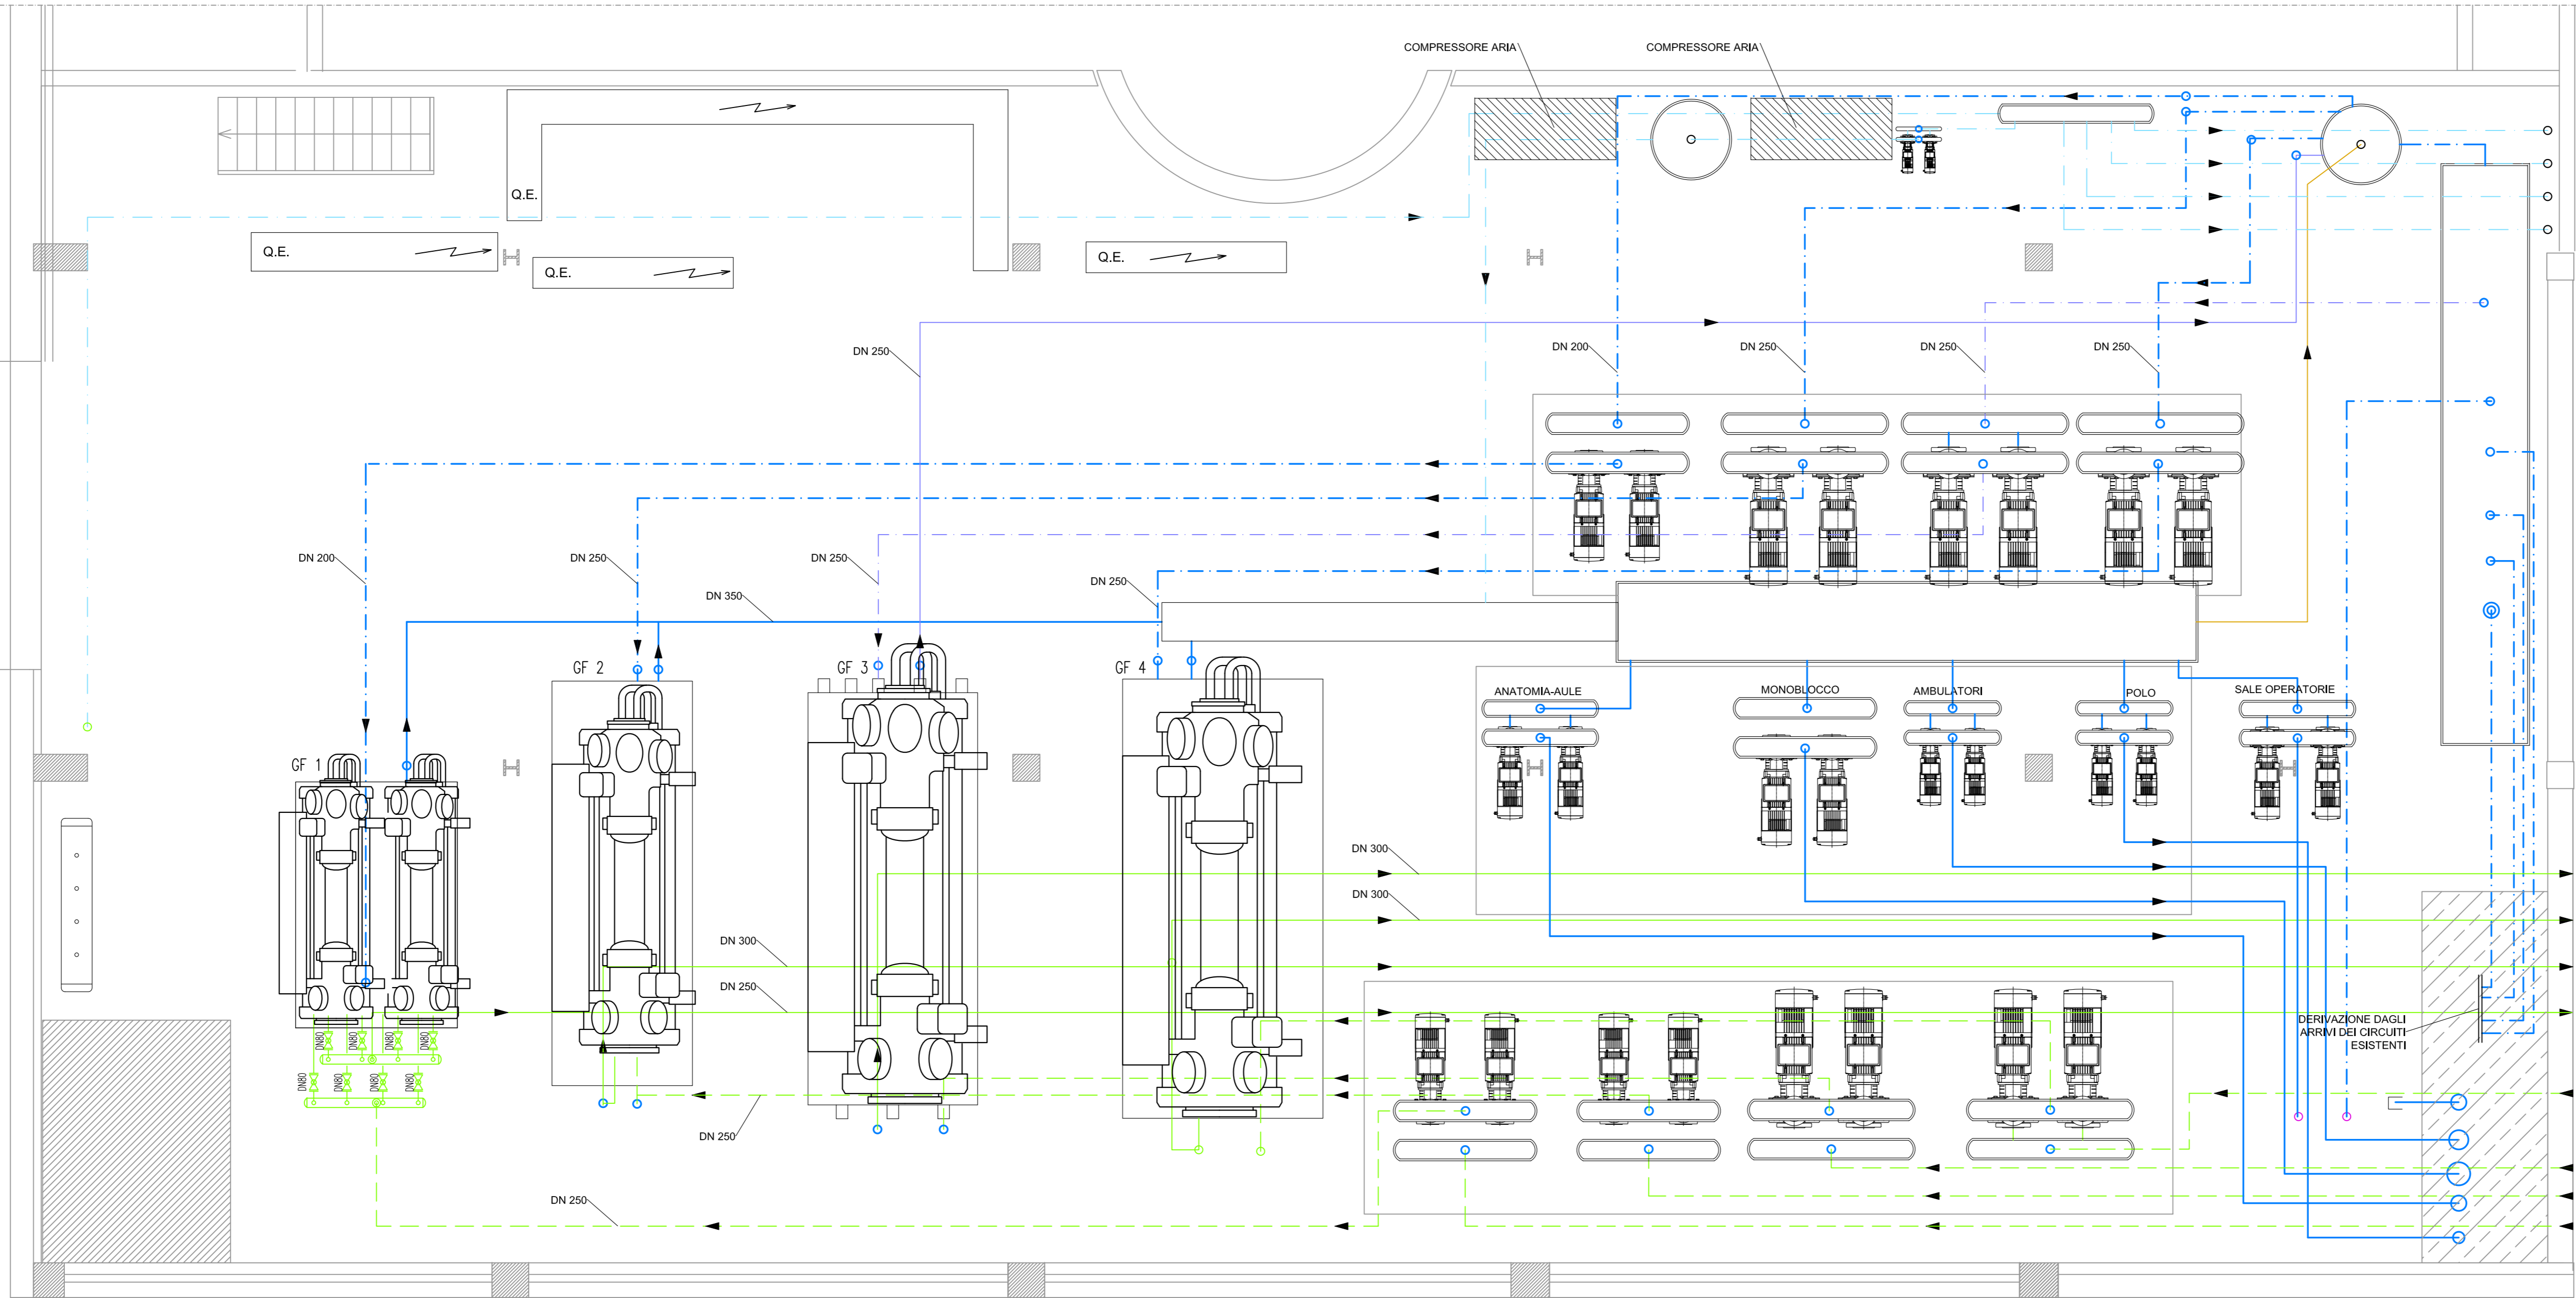 COMPRESSORE ARIA
COMPRESSORE ARIA
Q.E.
Q.E.
Q.E.
Q.E.
DN 250
DN 200
DN 250
DN 250
DN 250
DN 200
DN 250
DN 250
DN 250
DN 350
GF 1
GF 2
GF 3
GF 4
ANATOMIA-AULE
MONOBLOCCO
AMBULATORI
POLO
SALE OPERATORIE
DN 300
DN 300
DN 300
DN 250
DERIVAZIONE DAGLI
ARRIVI DEI CIRCUITI
ESISTENTI
DN80
DN80
DN80
DN80
DN80
DN80
DN80
DN80
DN 250
DN 250